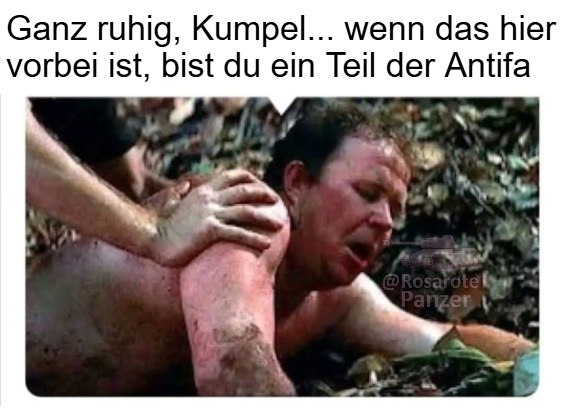 Ganz ruhig, Kumpel... wenn das hier
vorbei ist, bist du ein Teil der Antifa
@Rosarote
Panzer